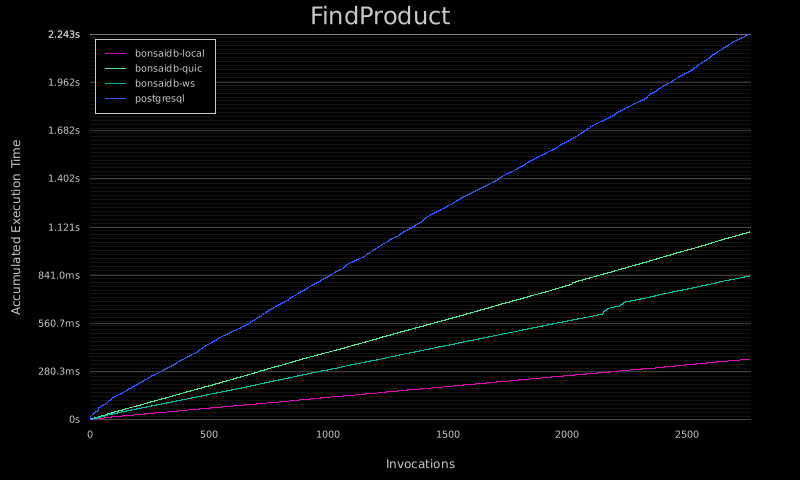 FindProduct
2.243s
1.962s
1.682s
1.402s
1.121s
841.0ms
560.7ms
280.3ms
0s
Accumulated Execution Time
bonsaidb-local
bonsaidb-quic
bonsaidb-ws
postgresql
0
500
1000
1500
2000
2500
Invocations